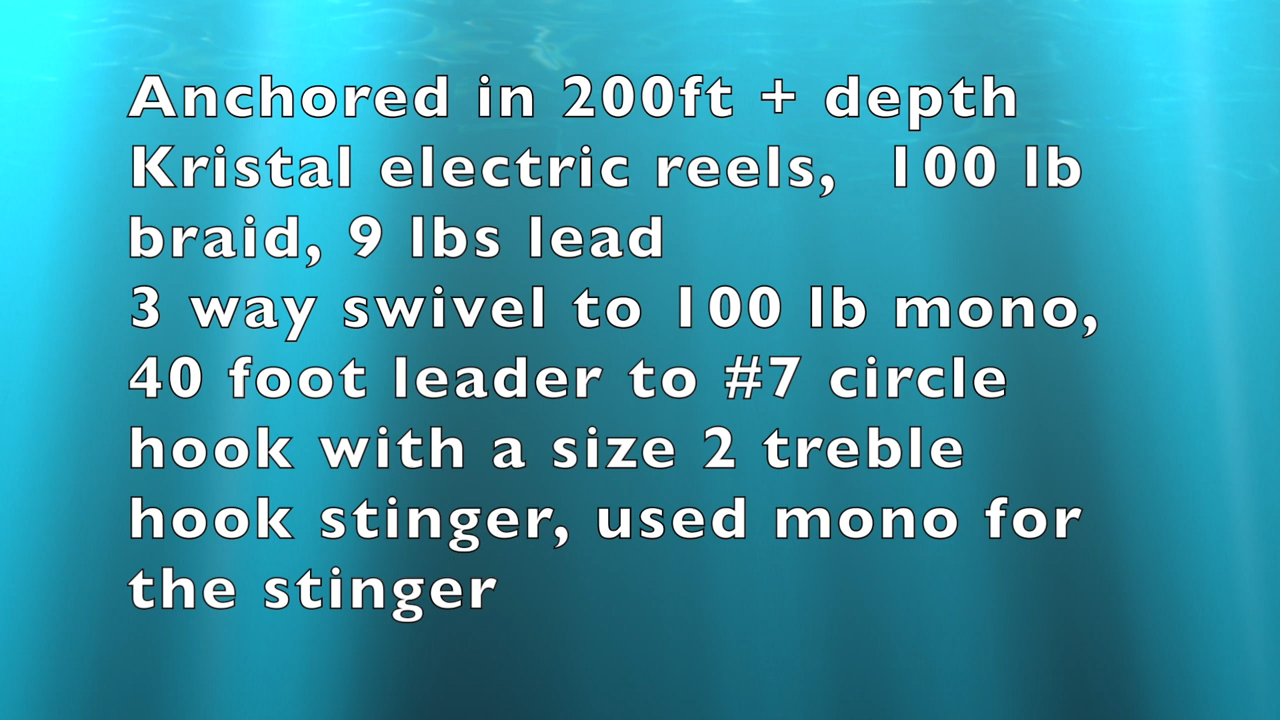 Anchored in 200ft + depth
Kristal electric reels,  100 lb
braid, 9 lbs lead
3 way swivel to 100 lb mono,
40 foot leader to #7 circle
hook with a size 2 treble
hook stinger, used mono for
the stinger